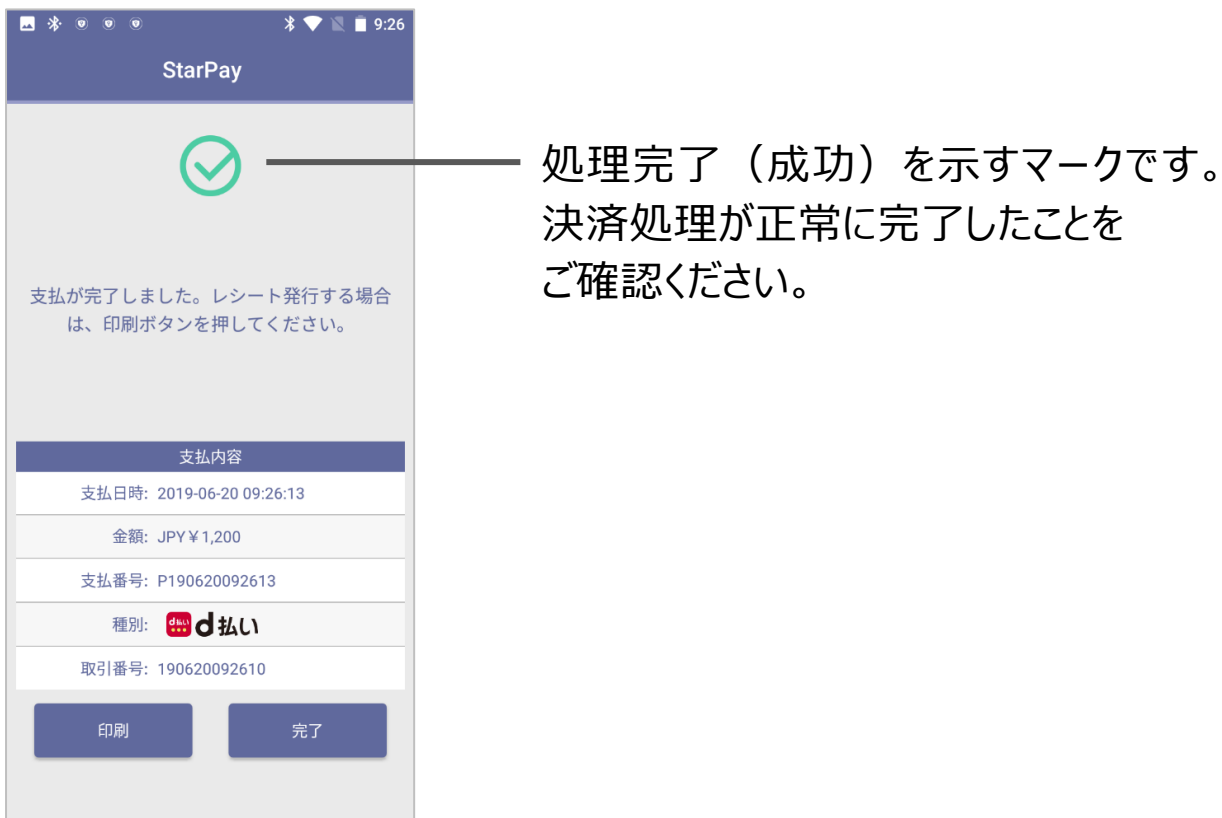 9:26
StarPay
処理完了（成功）を示すマークです。
決済処理が正常に完了したことを
ご確認ください。
支払が完了しました。レシート発行する場合
は、印刷ボタンを押してください。
支払内容
支払日時: 2019-06-20 09:26:13
金額: JPY￥1,200
支払番号: P190620092613
種別: d払い d払い
取引番号: 190620092610
印刷 完了